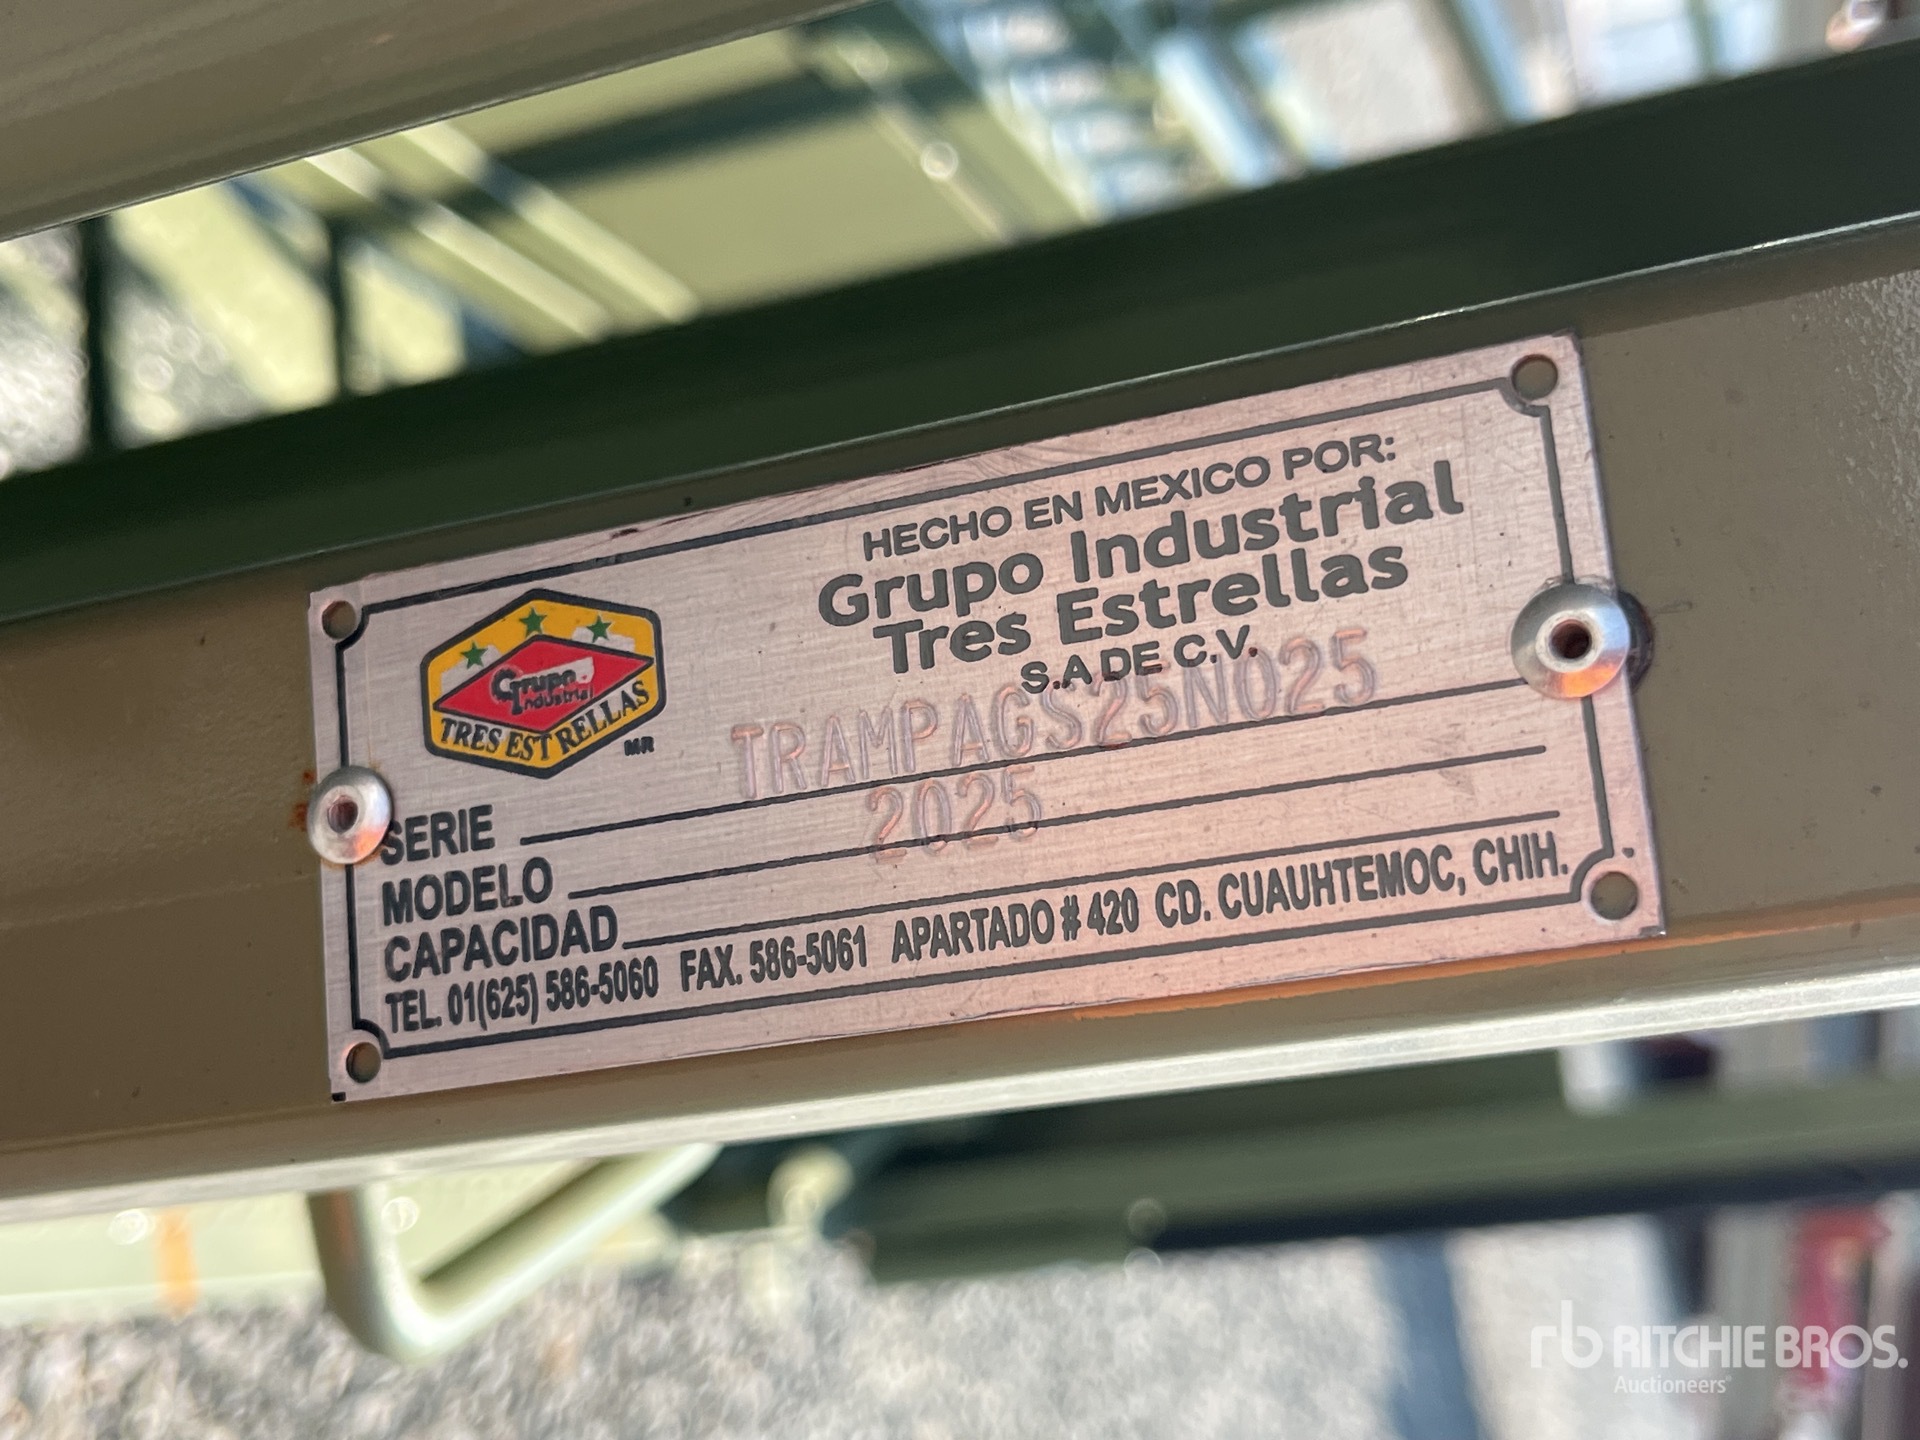 HECHO EN MEXICO POR:
Grupo Industrial
Tres Estrellas
S.A DE C.V.
Grupo
Industrial
TRES ESTRELLAS
MR
TRAMPAGS25N025
SERIE
2025
MODELO
CAPACIDAD
TEL. 01(625) 586-5060 FAX. 586-5061 APARTADO # 420 CD. CUAUHTEMOC, CHIH.
rb RITCHIE BROS.
Auctioneers